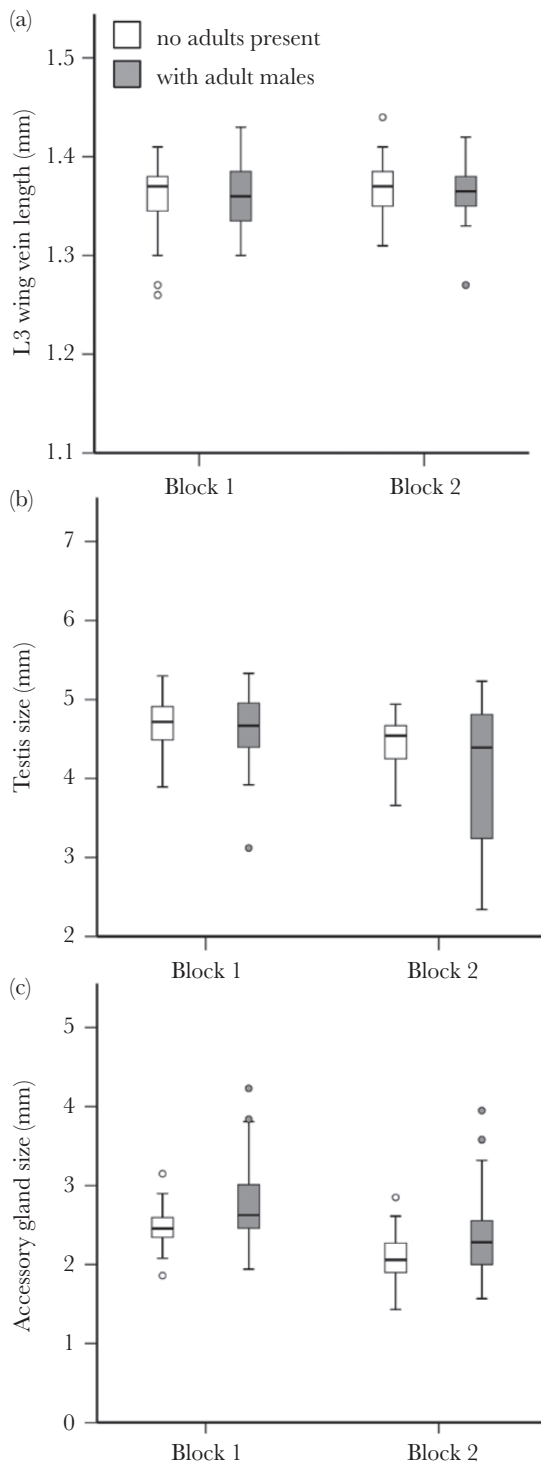 (a)
no adults present
with adult males
L3 wing vein length (mm)
1.5
1.4
1.3
1.2
1.1
Block 1 Block 2
(b)
Testis size (mm)
7
6
5
4
3
2
Block 1 Block 2
(c)
Accessory gland size (mm)
5
4
3
2
1
0
Block 1 Block 2